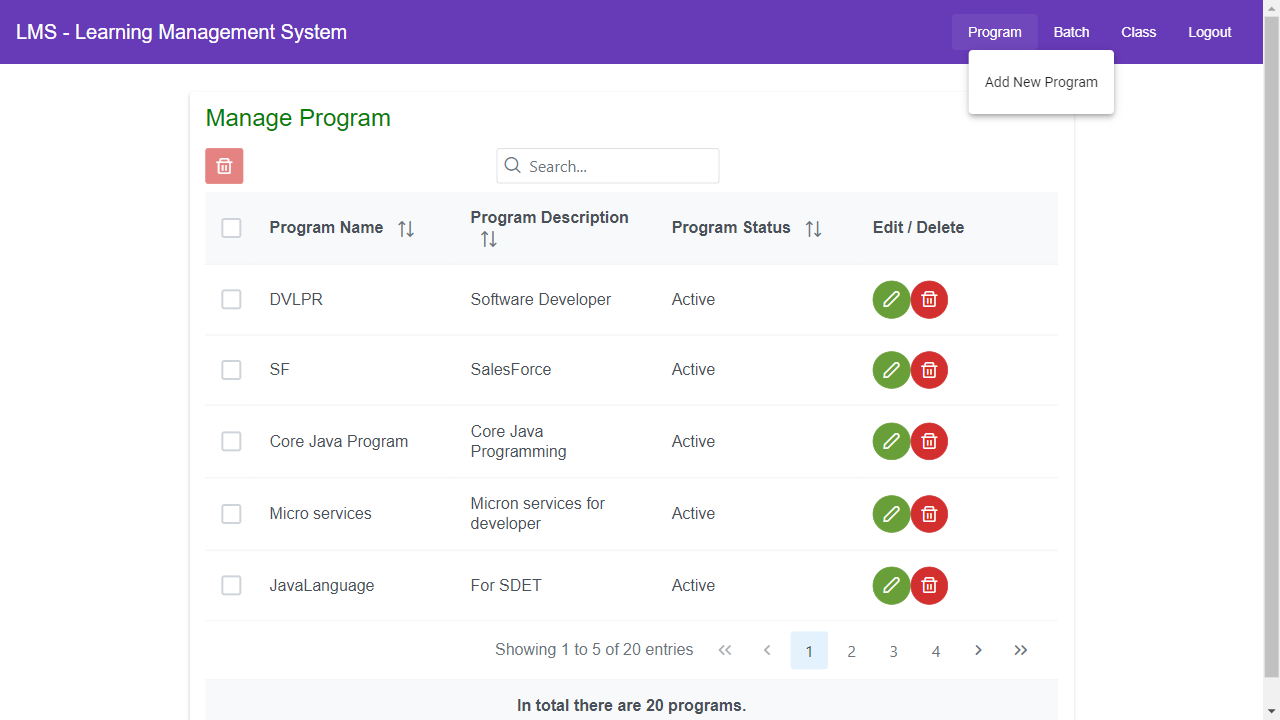 LMS - Learning Management System
Program
Batch
Class
Logout
Add New Program
Manage Program
Search...
Program Name
Program Description
Program Status
Edit / Delete
DVLPR
Software Developer
Active
SF
SalesForce
Active
Core Java Program
Core Java
Programming
Active
Micro services
Micron services for
developer
Active
JavaLanguage
For SDET
Active
Showing 1 to 5 of 20 entries
1
2
3
4
In total there are 20 programs.